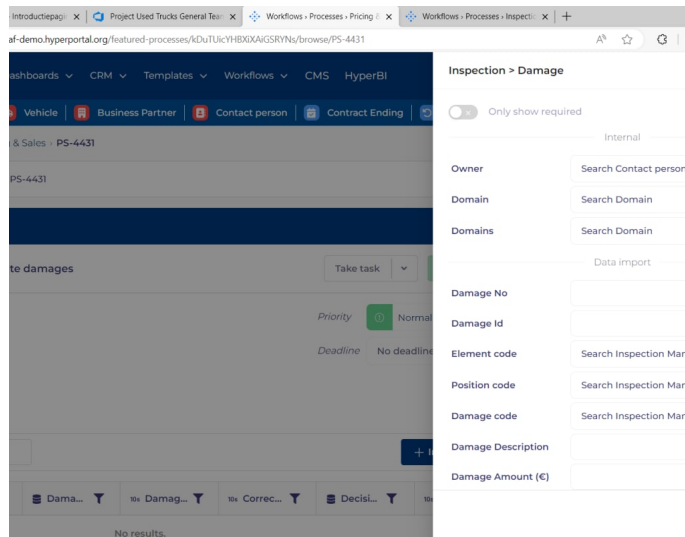 Introductiepagi
Project Used Trucks General Tear
Workflows › Processes › Pricing &
Workflows › Processes › Inspectio
af-demo.hyperportal.org/featured-processes/kDuTUicYHBXiXAiGSRYNs/browse/PS-4431
ashboards CRM Templates Workflows CMS HyperBI
Vehicle Business Partner Contact person Contract Ending
& Sales › PS-4431
PS-4431
te damages
Take task
Priority Normal
Deadline No deadline
Dama... Damag... Correc... Decisi...
No results.
Inspection > Damage
Only show required
Internal
Owner Search Contact person
Domain Search Domain
Domains Search Domain
Data import
Damage No
Damage Id
Element code Search Inspection Mar
Position code Search Inspection Mar
Damage code Search Inspection Mar
Damage Description
Damage Amount (€)